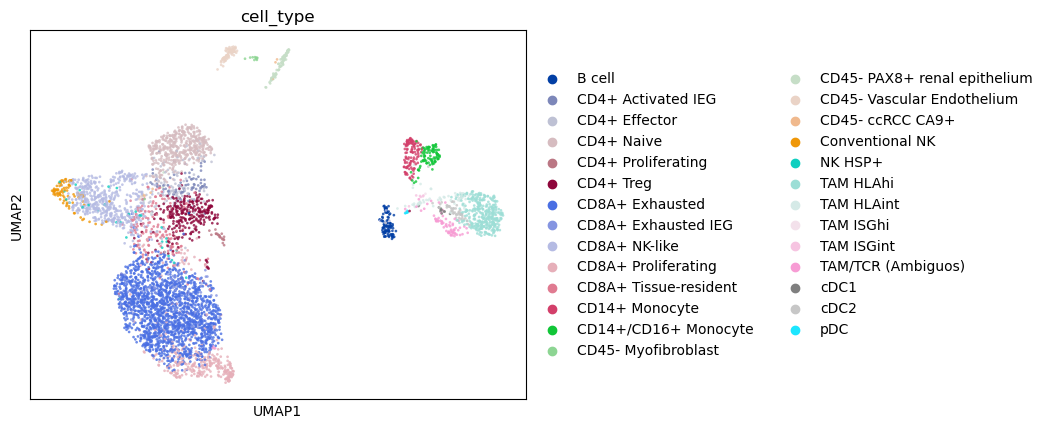 cell_type
UMAP2
UMAP1
B cell
CD4+ Activated IEG
CD4+ Effector
CD4+ Naive
CD4+ Proliferating
CD4+ Treg
CD8A+ Exhausted
CD8A+ Exhausted IEG
CD8A+ NK-like
CD8A+ Proliferating
CD8A+ Tissue-resident
CD14+ Monocyte
CD14+/CD16+ Monocyte
CD45- Myofibroblast
CD45- PAX8+ renal epithelium
CD45- Vascular Endothelium
CD45- ccRCC CA9+
Conventional NK
NK HSP+
TAM HLAhi
TAM HLAint
TAM ISGhi
TAM ISGint
TAM/TCR (Ambiguos)
cDC1
cDC2
pDC